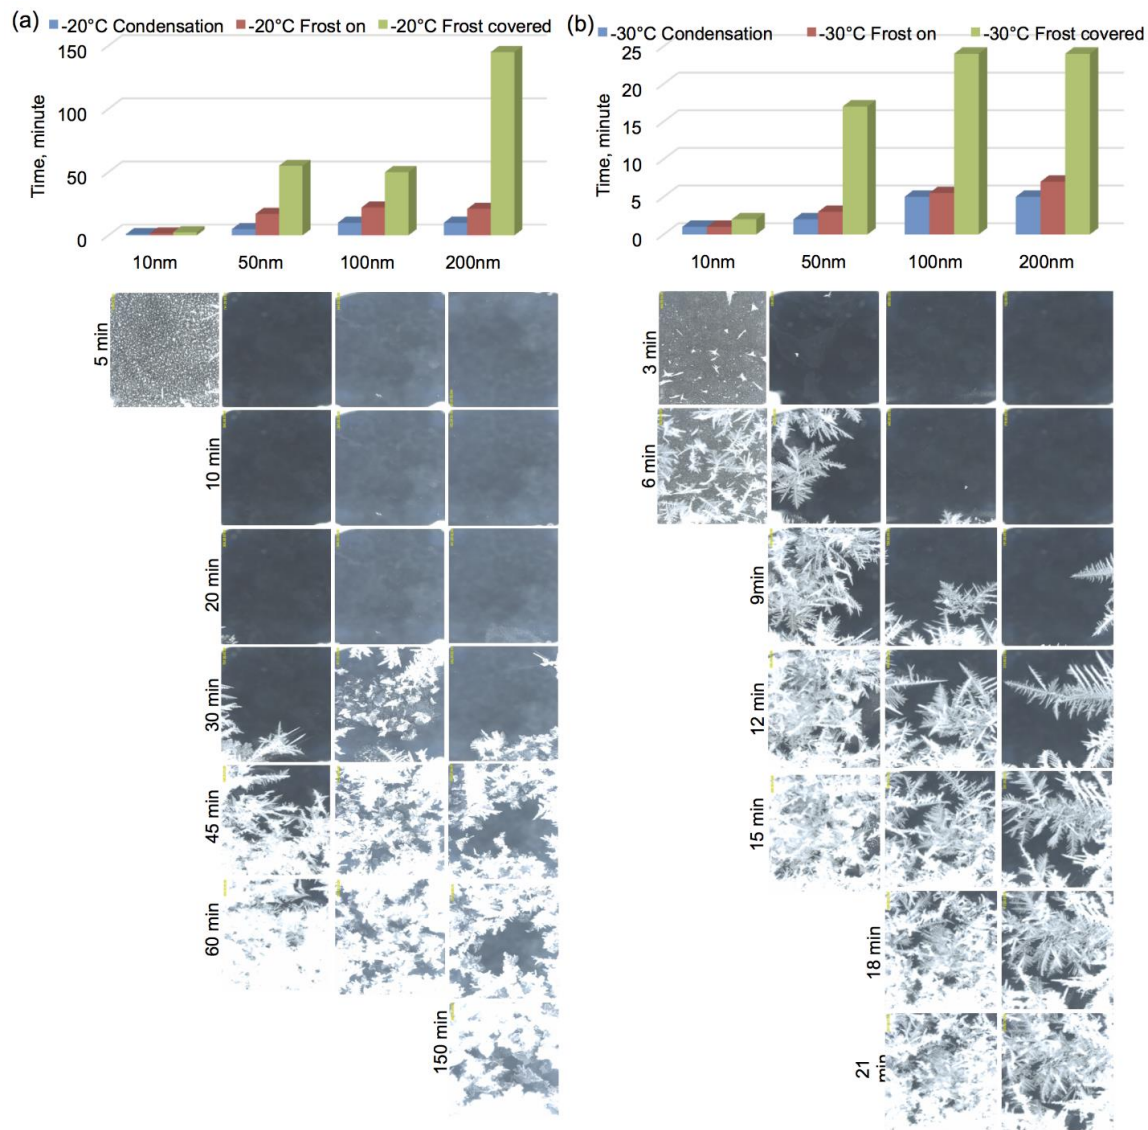 (a) -20°C Condensation -20°C Frost on -20°C Frost covered
150
100
50
0
Time, minute
10nm 50nm 100nm 200nm
5 min
10 min
20 min
30 min
45 min
60 min
150 min
(b) -30°C Condensation -30°C Frost on -30°C Frost covered
25
20
15
10
5
0
Time, minute
10nm 50nm 100nm 200nm
3 min
6 min
9min
12 min
15 min
18 min
21
min